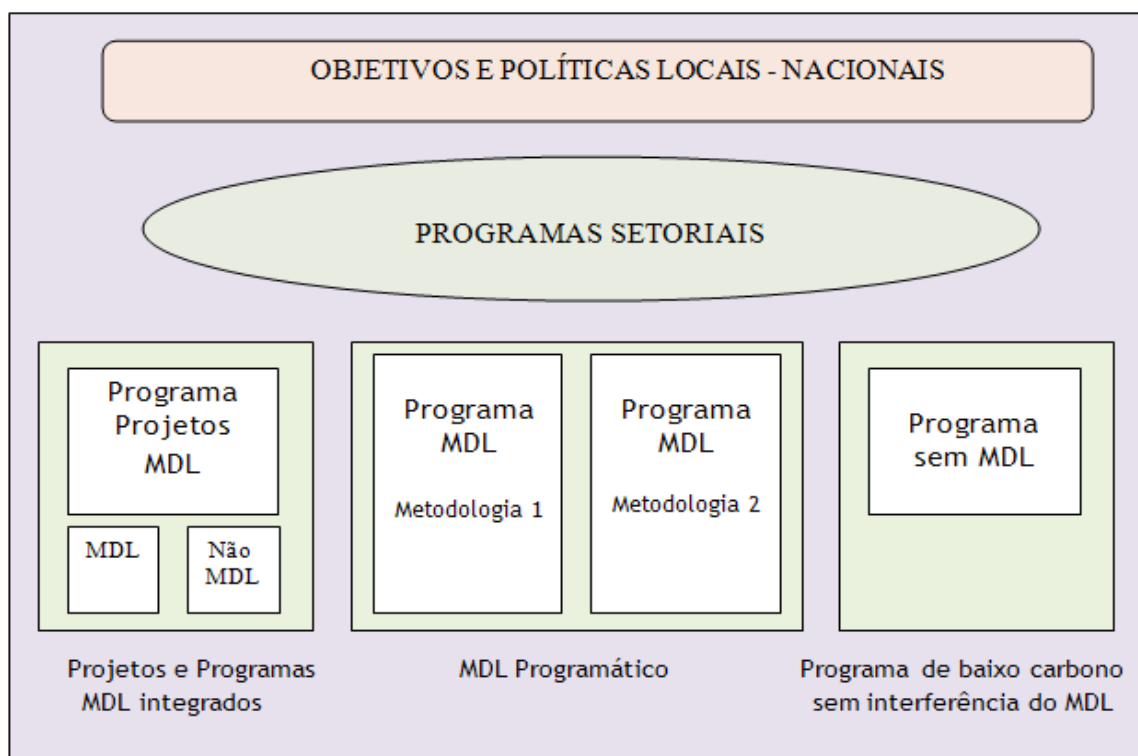 OBJETIVOS E POLÍTICAS LOCAIS - NACIONAIS
PROGRAMAS SETORIAIS
Programa
Projetos
MDL
MDL
Não
MDL
Projetos e Programas
MDL integrados
Programa
MDL
Metodologia 1
Programa
MDL
Metodologia 2
MDL Programático
Programa
sem MDL
Programa de baixo carbono
sem interferência do MDL